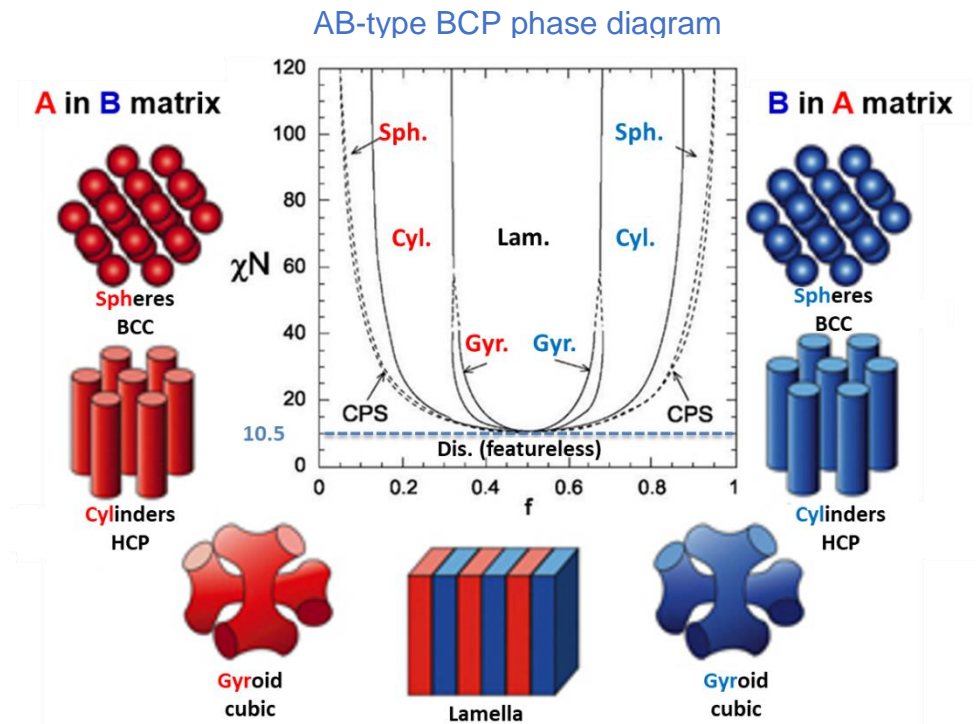 AB-type BCP phase diagram
A in B matrix
B in A matrix
120
100
80
60
40
20
0
χN
10.5
Sph.
Sph.
Cyl.
Lam.
Cyl.
Gyr.
Gyr.
CPS
CPS
Dis. (featureless)
0
0.2
0.4
0.6
0.8
1
f
Spheres
BCC
Spheres
BCC
Cylinders
HCP
Cylinders
HCP
Gyroid
cubic
Lamella
Gyroid
cubic